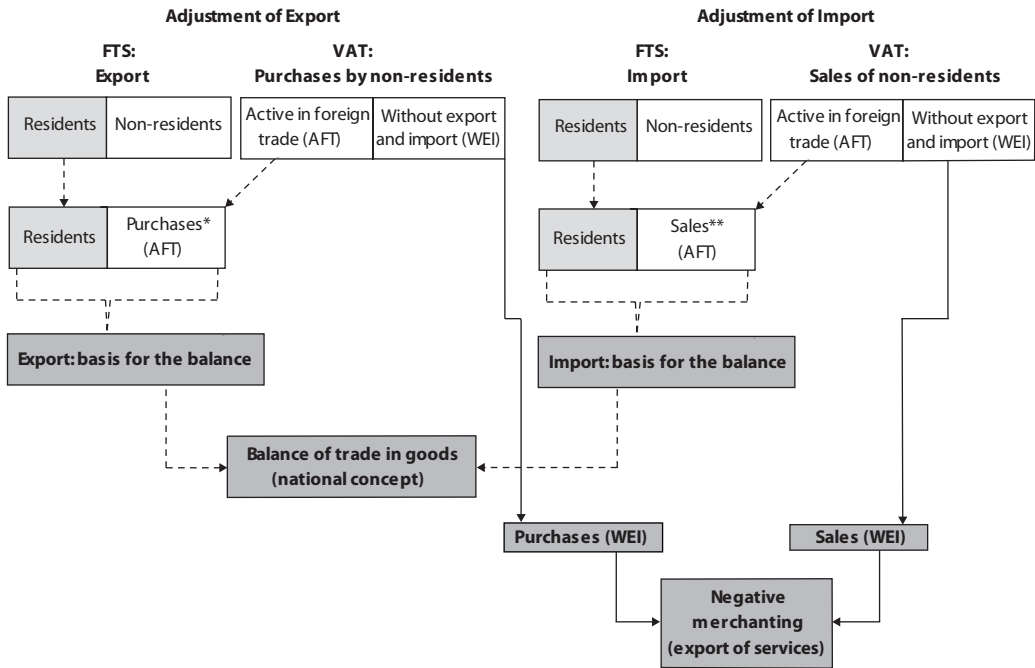 Adjustment of Export
Adjustment of Import
FTS:
Export
VAT:
Purchases by non-residents
FTS:
Import
VAT:
Sales of non-residents
Residents
Non-residents
Active in foreign
trade (AFT)
Without export
and import (WEI)
Residents
Non-residents
Active in foreign
trade (AFT)
Without export
and import (WEI)
Residents
Purchases*
(AFT)
Residents
Sales**
(AFT)
Export: basis for the balance
Import: basis for the balance
Balance of trade in goods
(national concept)
Purchases (WEI)
Sales (WEI)
Negative
merchanting
(export of services)